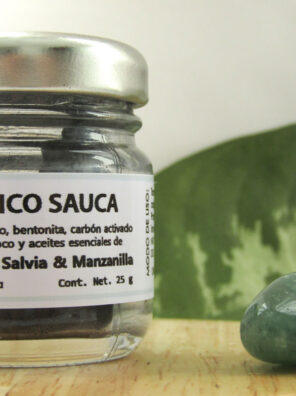 ICO SAUCA
o, bentonita, carbón activado
oco y aceites esenciales de
Salvia & Manzanilla
a Cont. Net. 25 g
MODO DE USO: